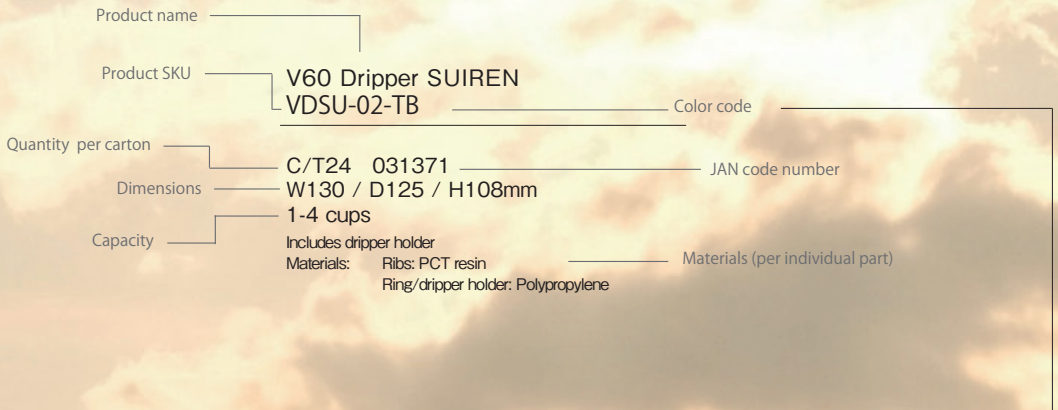 Product name
Product SKU
V60 Dripper SUIREN
VDSU-02-TB
Color code
Quantity per carton
C/T24 031371
JAN code number
Dimensions
W130 / D125 / H108mm
1-4 cups
Capacity
Includes dripper holder
Materials: Ribs: PCT resin
Materials (per individual part)
Ring/dripper holder: Polypropylene